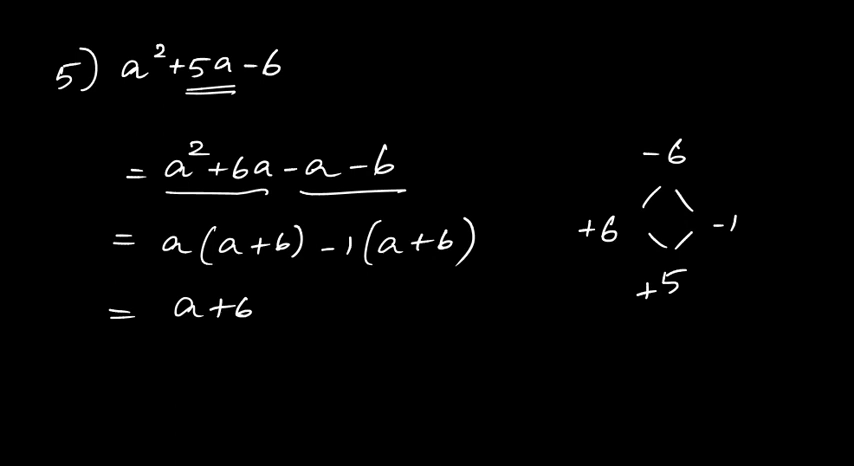 5) a²+5a-6
= a²+6a-a-6
= a(a+6)-1(a+6)
= a+6
-6
+6 -1
+5